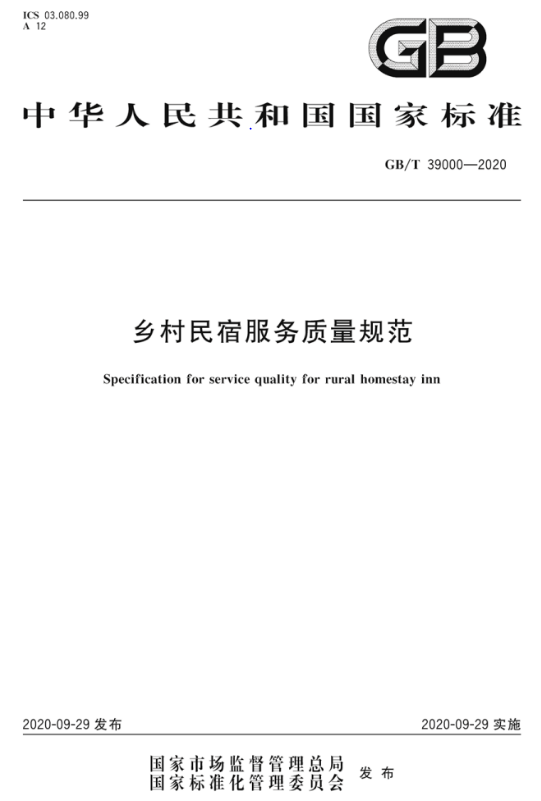 ICS 03.080.99
A 12
GB
中华人民共和国国家标准
GB/T 39000—2020
乡村民宿服务质量规范
Specification for service quality for rural homestay inn
2020-09-29 发布
2020-09-29 实施
国家市场监督管理总局
国家标准化管理委员会
发布